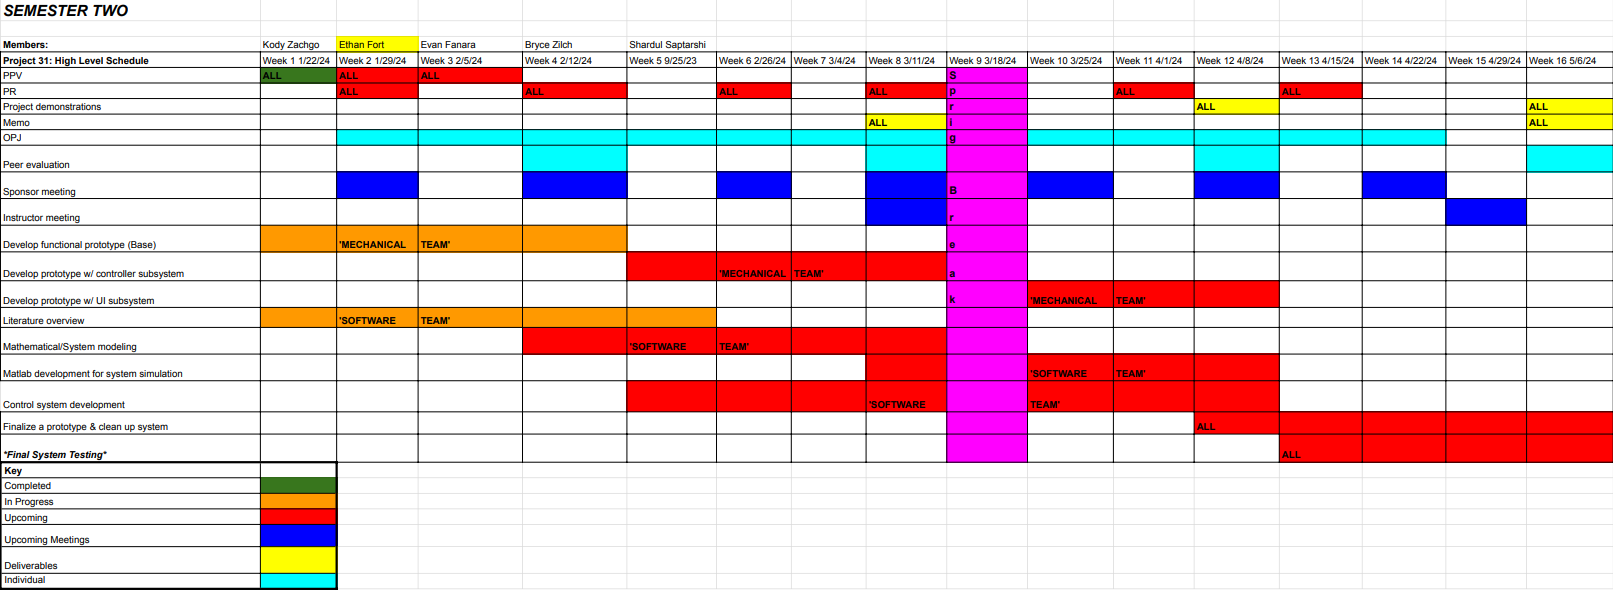 SEMESTER TWO
Members: Kody Zachgo Ethan Fort Evan Fanara Bryce Zilch Shardul Saptarshi
Project 31: High Level Schedule Week 1 1/22/24 Week 2 1/29/24 Week 3 2/5/24 Week 4 2/12/24 Week 5 9/25/23 Week 6 2/26/24 Week 7 3/4/24 Week 8 3/11/24 Week 9 3/18/24 Week 10 3/25/24 Week 11 4/1/24 Week 12 4/8/24 Week 13 4/15/24 Week 14 4/22/24 Week 15 4/29/24 Week 16 5/6/24
PPV ALL ALL ALL S
PR ALL ALL ALL ALL p ALL ALL
Project demonstrations r ALL ALL
Memo ALL i ALL
OPJ g
Peer evaluation
Sponsor meeting B
Instructor meeting r
Develop functional prototype (Base) 'MECHANICAL TEAM' e
Develop prototype w/ controller subsystem 'MECHANICAL TEAM' a
Develop prototype w/ UI subsystem k 'MECHANICAL TEAM'
Literature overview 'SOFTWARE TEAM'
Mathematical/System modeling 'SOFTWARE TEAM'
Matlab development for system simulation 'SOFTWARE TEAM'
Control system development 'SOFTWARE TEAM'
Finalize a prototype & clean up system ALL
*Final System Testing* ALL
Key
Completed
In Progress
Upcoming
Upcoming Meetings
Deliverables
Individual